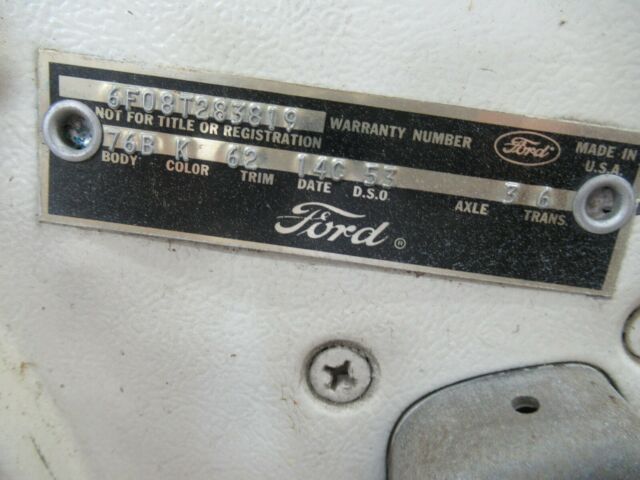 6F08T283819
NOT FOR TITLE OR REGISTRATION WARRANTY NUMBER Ford MADE IN U.S.A.
76B K 62 14C 53 3 6
BODY COLOR TRIM DATE D.S.O. AXLE TRANS.
Ford ®